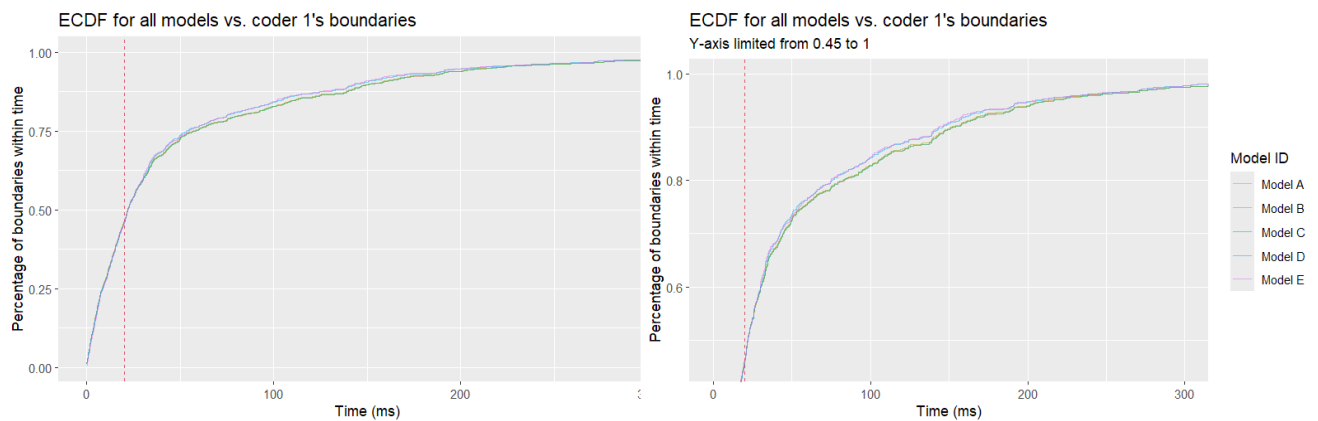 ECDF for all models vs. coder 1's boundaries
Percentage of boundaries within time
1.00
0.75
0.50
0.25
0.00
0
100
200
Time (ms)
ECDF for all models vs. coder 1's boundaries
Y-axis limited from 0.45 to 1
Percentage of boundaries within time
1.0
0.8
0.6
0
100
200
300
Time (ms)
Model ID
Model A
Model B
Model C
Model D
Model E